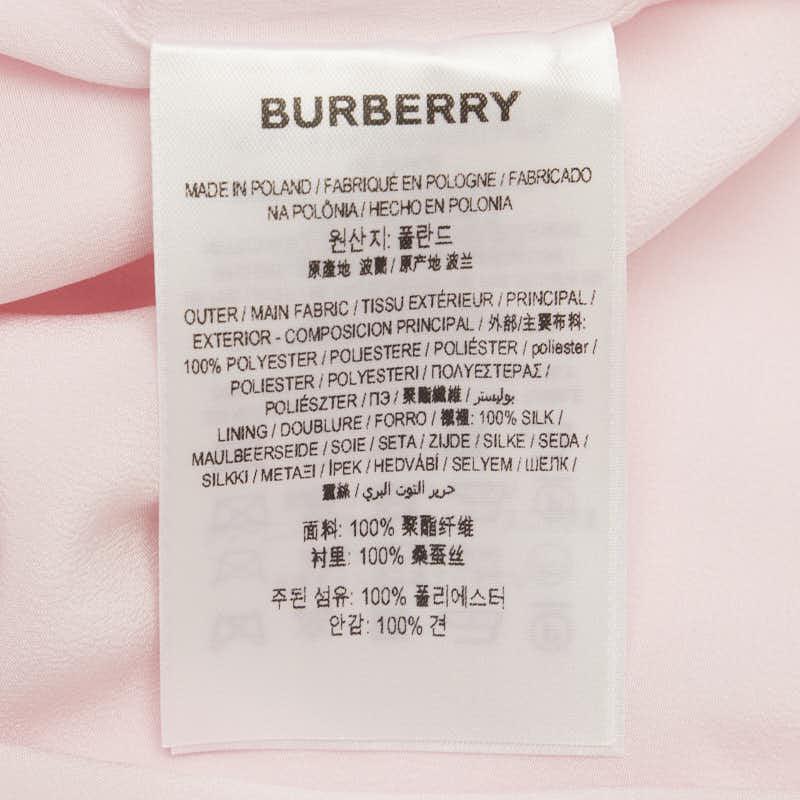 BURBERRY
MADE IN POLAND / FABRIQUÉ EN POLOGNE / FABRICADO
NA POLÔNIA / HECHO EN POLONIA
원산지: 폴란드
原產地 波蘭 / 原产地 波兰
OUTER / MAIN FABRIC / TISSU EXTÉRIEUR / PRINCIPAL /
EXTERIOR - COMPOSICION PRINCIPAL / 外部/主要布料:
100% POLYESTER / POLIESTERE / POLIÉSTER / poliester /
POLIESTER / POLYESTERI / ΠΟΛΥΕΣΤΕΡΑΣ /
POLIÉSZTER / ПЭ / 聚酯纖維 / بوليستر /
LINING / DOUBLURE / FORRO / 襯裡: 100% SILK /
MAULBEERSEIDE / SOIE / SETA / ZIJDE / SILKE / SEDA /
SILKKI / ΜΕΤΑΞΙ / İPEK / HEDVÁBÍ / SELYEM / ШЕЛК /
蠶絲 / حرير التوت البري /
面料: 100% 聚酯纤维
衬里: 100% 桑蚕丝
주된 섬유: 100% 폴리에스터
안감: 100% 견